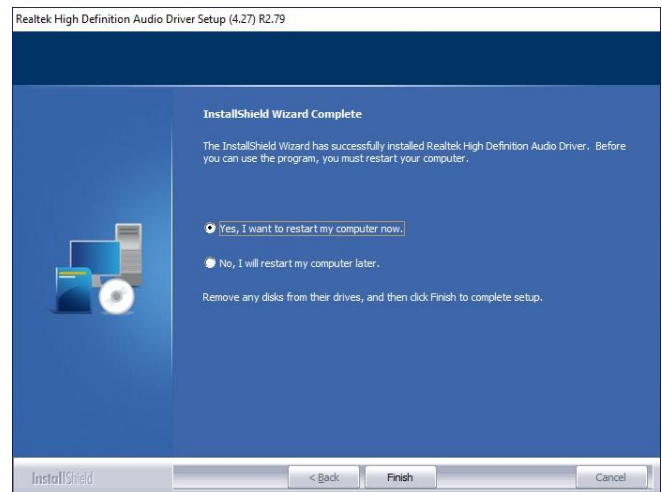 Realtek High Definition Audio Driver Setup (4.27) R2.79
InstallShield Wizard Complete
The InstallShield Wizard has successfully installed Realtek High Definition Audio Driver. Before
you can use the program, you must restart your computer.
Yes, I want to restart my computer now.
No, I will restart my computer later.
Remove any disks from their drives, and then click Finish to complete setup.
InstallShield
< Back
Finish
Cancel